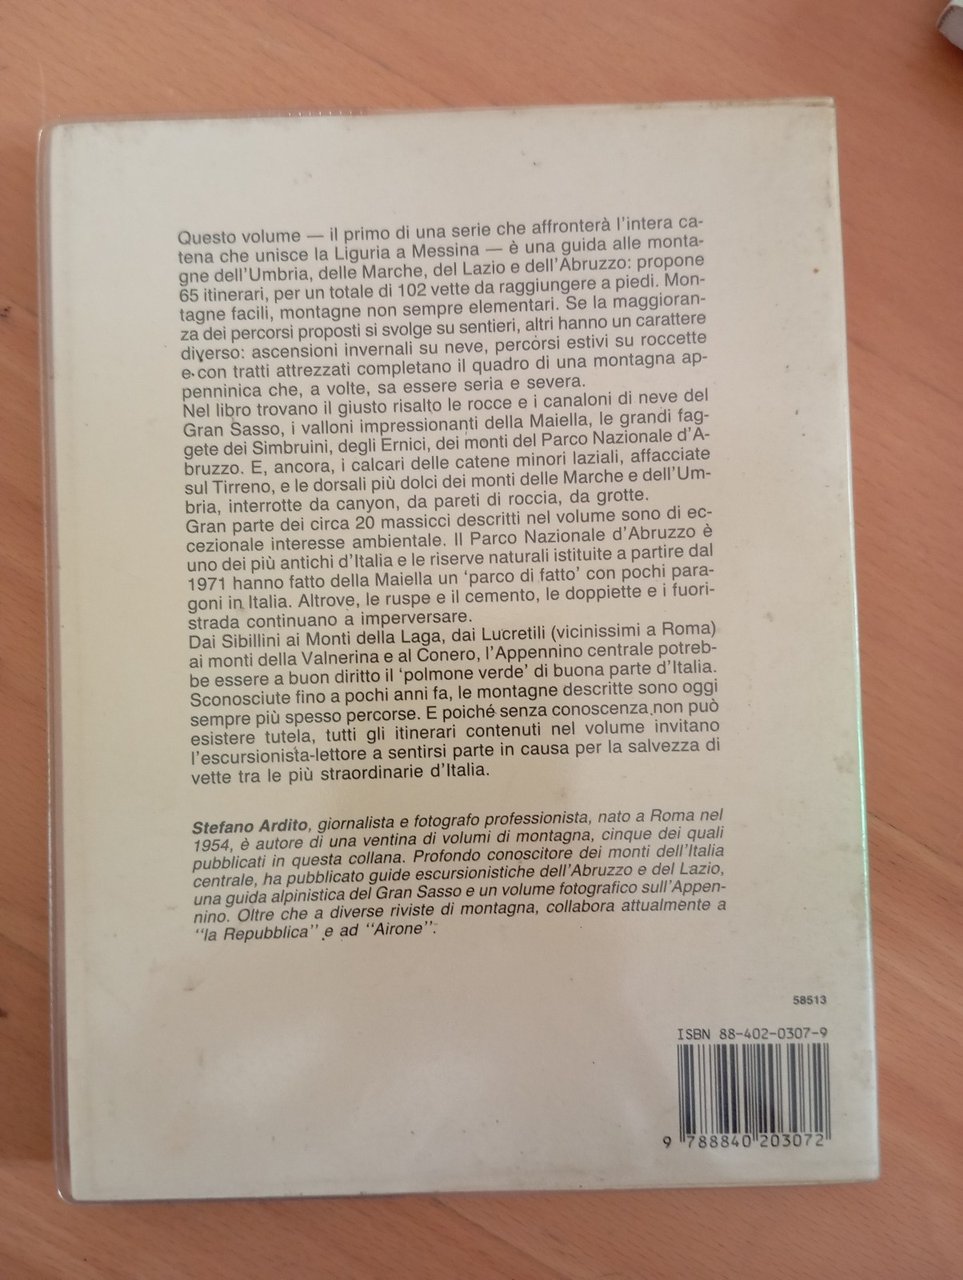 Questo volume — il primo di una serie che affronterà l'intera ca-
tena che unisce la Liguria a Messina — è una guida alle monta-
gne dell'Umbria, delle Marche, del Lazio e dell'Abruzzo: propone
65 itinerari, per un totale di 102 vette da raggiungere a piedi. Mon-
tagne facili, montagne non sempre elementari. Se la maggioran-
za dei percorsi proposti si svolge su sentieri, altri hanno un carattere
diverso: ascensioni invernali su neve, percorsi estivi su roccette
e con tratti attrezzati completano il quadro di una montagna ap-
penninica che, a volte, sa essere seria e severa.
Nel libro trovano il giusto risalto le rocce e i canaloni di neve del
Gran Sasso, i valloni impressionanti della Maiella, le grandi fag-
gete dei Simbruini, degli Ernici, dei monti del Parco Nazionale d'A-
bruzzo. E, ancora, i calcari delle catene minori laziali, affacciate
sul Tirreno, e le dorsali più dolci dei monti delle Marche e dell'Um-
bria, interrotte da canyon, da pareti di roccia, da grotte.
Gran parte dei circa 20 massicci descritti nel volume sono di ec-
cezionale interesse ambientale. Il Parco Nazionale d'Abruzzo è
uno dei più antichi d'Italia e le riserve naturali istituite a partire dal
1971 hanno fatto della Maiella un 'parco di fatto' con pochi para-
goni in Italia. Altrove, le ruspe e il cemento, le doppiette e i fuori-
strada continuano a imperversare.
Dai Sibillini ai Monti della Laga, dai Lucretili (vicinissimi a Roma)
ai monti della Valnerina e al Conero, l'Appennino centrale potreb-
be essere a buon diritto il 'polmone verde' di buona parte d'Italia.
Sconosciute fino a pochi anni fa, le montagne descritte sono oggi
sempre più spesso percorse. E poiché senza conoscenza non può
esistere tutela, tutti gli itinerari contenuti nel volume invitano
l'escursionista-lettore a sentirsi parte in causa per la salvezza di
vette tra le più straordinarie d'Italia.
Stefano Ardito, giornalista e fotografo professionista, nato a Roma nel
1954, è autore di una ventina di volumi di montagna, cinque dei quali
pubblicati in questa collana. Profondo conoscitore dei monti dell'Italia
centrale, ha pubblicato guide escursionistiche dell'Abruzzo e del Lazio,
una guida alpinistica del Gran Sasso e un volume fotografico sull'Appen-
nino. Oltre che a diverse riviste di montagna, collabora attualmente a
"la Repubblica" e ad "Airone".
58513
ISBN 88-402-0307-9
9 788840 203072